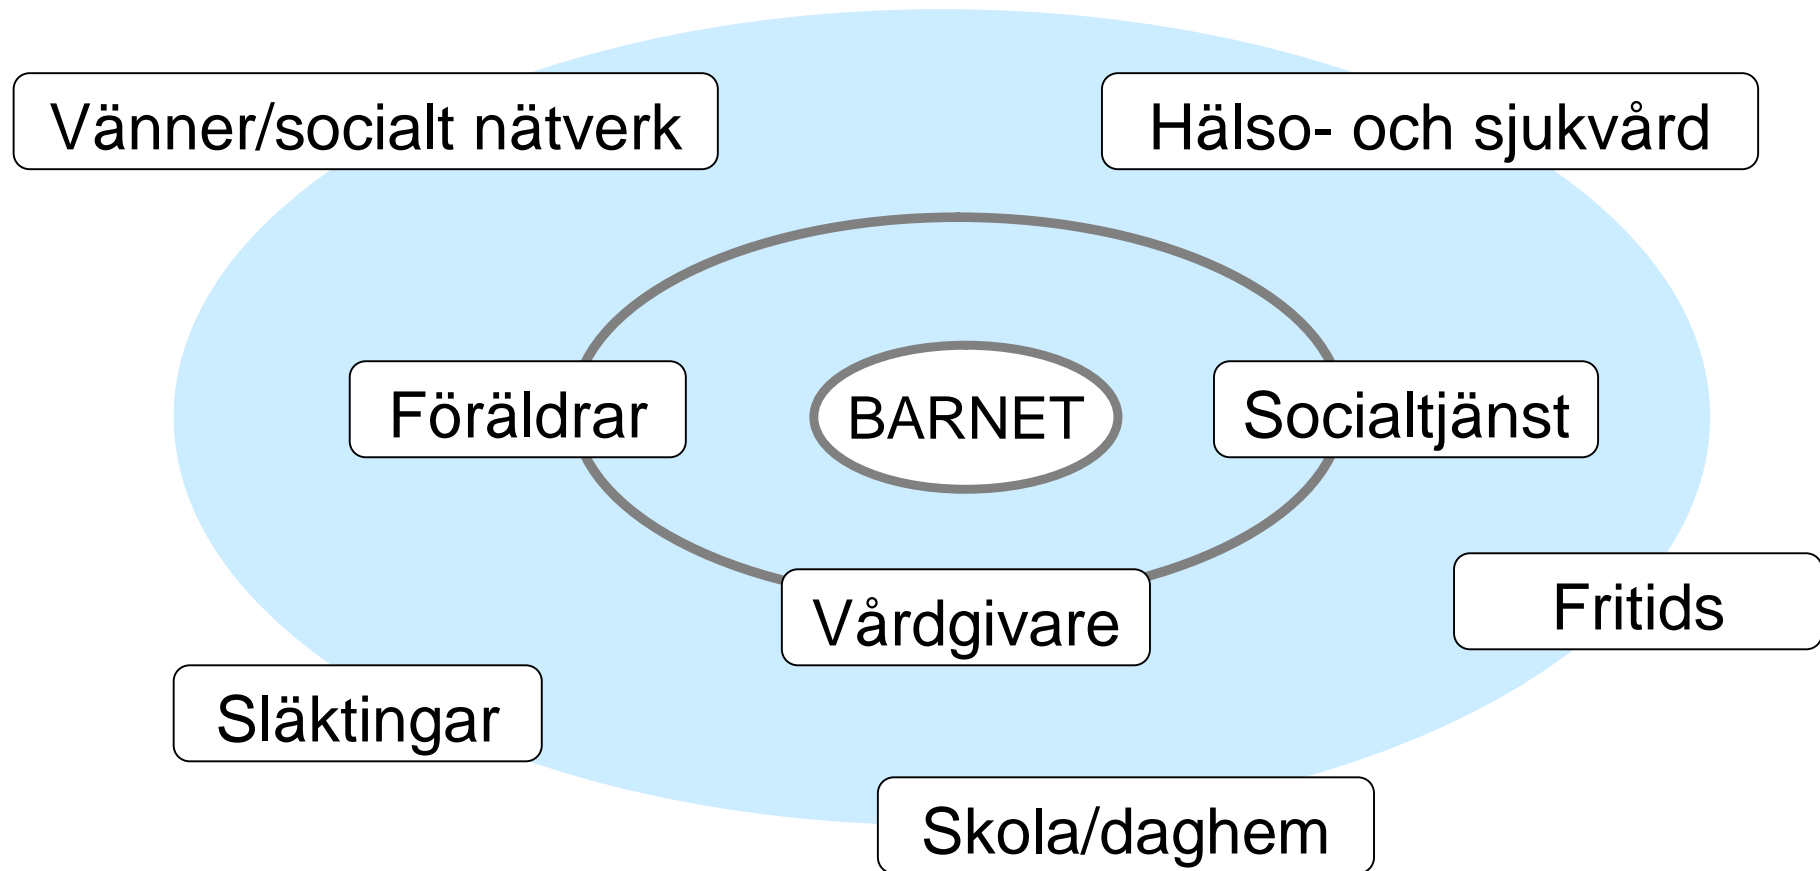 Vänner/socialt nätverk
Hälso- och sjukvård
Föräldrar
BARNET
Socialtjänst
Vårdgivare
Fritids
Släktingar
Skola/daghem